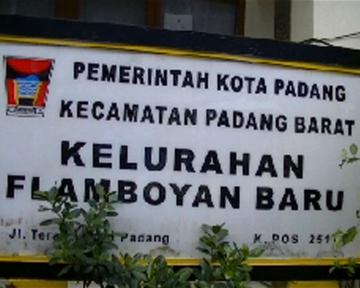 PEMERINTAH KOTA PADANG
KECAMATAN PADANG BARAT
KELURAHAN
FLAMBOYAN BARU
Jl. Padang K. POS